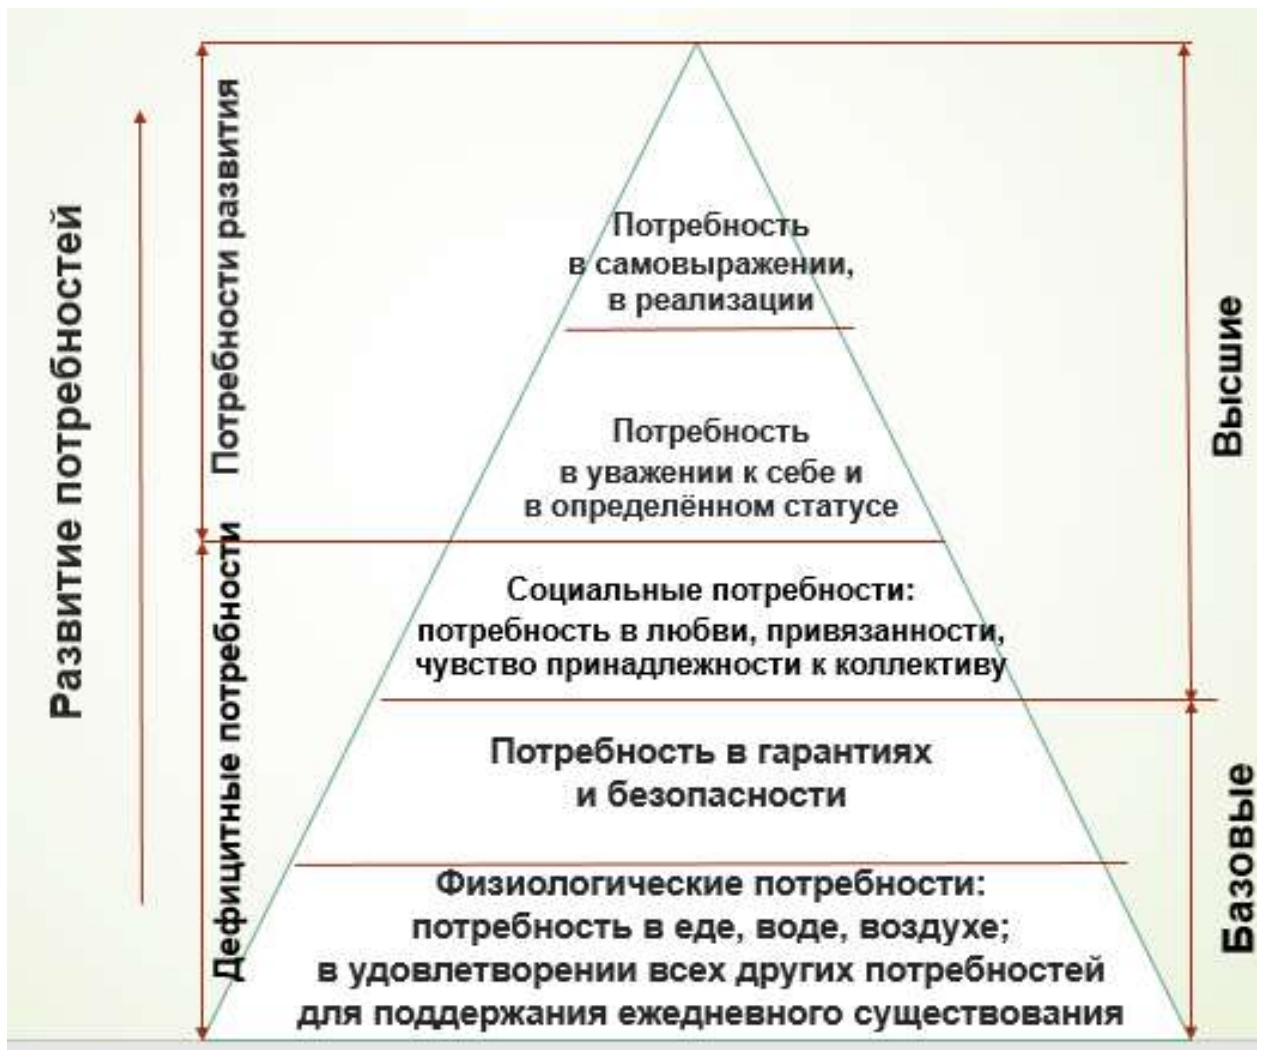 Развитие потребностей
Потребности развития
Дефицитные потребности
Потребность
в самовыражении,
в реализации
Потребность
в уважении к себе и
в определённом статусе
Социальные потребности:
потребность в любви, привязанности,
чувство принадлежности к коллективу
Потребность в гарантиях
и безопасности
Физиологические потребности:
потребность в еде, воде, воздухе;
в удовлетворении всех других потребностей
для поддержания ежедневного существования
Высшие
Базовые